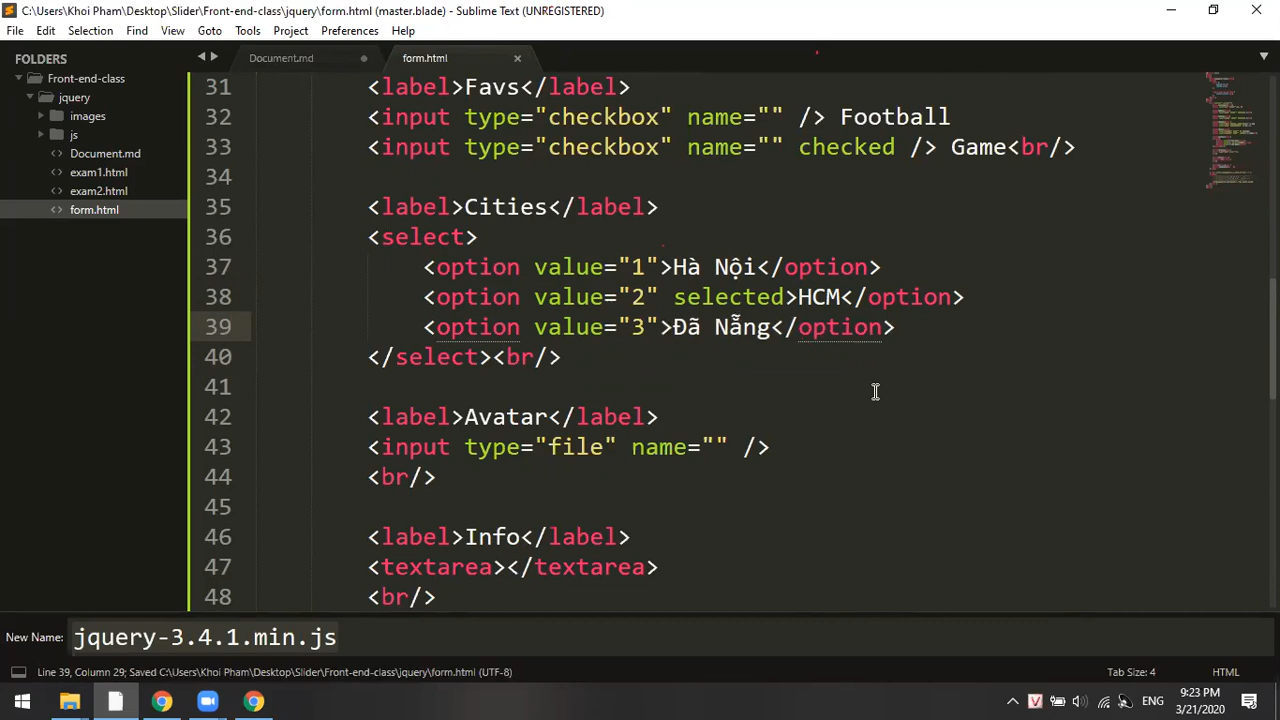 C:\Users\Khoi Pham\Desktop\Slider\Front-end-class\jquery\form.html (master.blade) - Sublime Text (UNREGISTERED)
File Edit Selection Find View Goto Tools Project Preferences Help
FOLDERS
Front-end-class
jquery
images
js
Document.md
exam1.html
exam2.html
form.html
Document.md
form.html
31 <label>Favs</label>
32 <input type="checkbox" name="" /> Football
33 <input type="checkbox" name="" checked /> Game<br/>
34
35 <label>Cities</label>
36 <select>
37 <option value="1">Hà Nội</option>
38 <option value="2" selected>HCM</option>
39 <option value="3">Đã Nẵng</option>
40 </select><br/>
41
42 <label>Avatar</label>
43 <input type="file" name="" />
44 <br/>
45
46 <label>Info</label>
47 <textarea></textarea>
48 <br/>
New Name: jquery-3.4.1.min.js
Line 39, Column 29; Saved C:\Users\Khoi Pham\Desktop\Slider\Front-end-class\jquery\form.html (UTF-8)
Tab Size: 4
HTML
V
ENG
9:23 PM
3/21/2020